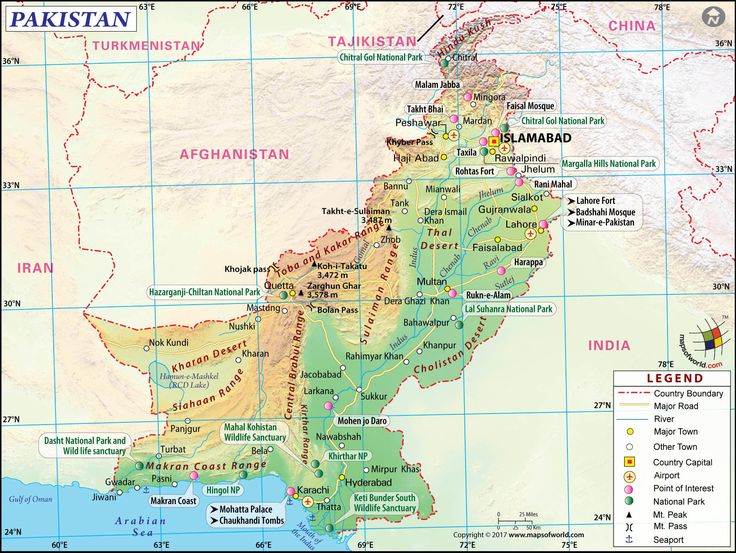 PAKISTAN
N
TURKMENISTAN
TAJIKISTAN
CHINA
36°N
36°N
Hindu Kush
Chitral Gol National Park
Chitral
Malam Jabba
Mingora
Faisal Mosque
Takht Bhai
Mardan
Chitral Gol National Park
Peshawar
Khyber Pass
ISLAMABAD
AFGHANISTAN
Haji Abad
Taxila
Rawalpindi
Margalla Hills National Park
Rohtas Fort
Jhelum
33°N
33°N
Bannu
Mianwali
Jhelum
Rani Mahal
Takht-e-Sulaiman
3,487 m
Tank
Dera Ismail
Khan
Sialkot
Gujranwala
Chenab
Lahore Fort
Badshahi Mosque
Minar-e-Pakistan
Lahore
Toba and Kakar Range
Zhob
Gomal
Thal
Desert
Faisalabad
IRAN
Khojak pass
Koh-i-Takatu
3,472 m
Indus
Chenab
Ravi
Harappa
Zarghun Ghar
3,578 m
Quetta
Hazarganji-Chiltan National Park
Sulaiman Range
Multan
Sutlej
30°N
30°N
Mastung
Bolan Pass
Dera Ghazi Khan
Rukn-e-Alam
Lal Suhanra National Park
Nushki
Bahawalpur
Nok Kundi
Indus
Khanpur
Cholistan Desert
INDIA
Kharan Desert
Kharan
Rahimyar Khan
Hamun-e-Mashkel
(RCD Lake)
Siahaan Range
Central Brahui Range
Jacobabad
Larkana
Sukkur
78°E
mapsofworld.com
TM
27°N
27°N
Mohen jo Daro
Panjgur
Kirthar Range
Mahal Kohistan
Wildlife Sanctuary
Nawabshah
Dasht National Park and
Wild life sanctuary
Turbat
Bela
Khirthar NP
Makran Coast Range
Mirpur Khas
Gwadar
Pasni
Hingol NP
Hyderabad
Gulf of Oman
Jiwani
Makran Coast
Karachi
Mohatta Palace
Chaukhandi Tombs
Thatta
Keti Bunder South
Wildlife Sanctuary
Arabian
Sea
Mouth of
the Indus
24°N
24°N
63°E
66°E
69°E
72°E
75°E
63°E
66°E
69°E
72°E
0
25 Miles
0
25
50 Km
Copyright © 2017 www.mapsofworld.com
LEGEND
Country Boundary
Major Road
River
Major Town
Other Town
Country Capital
Airport
Point of Interest
National Park
Mt. Peak
Mt. Pass
Seaport